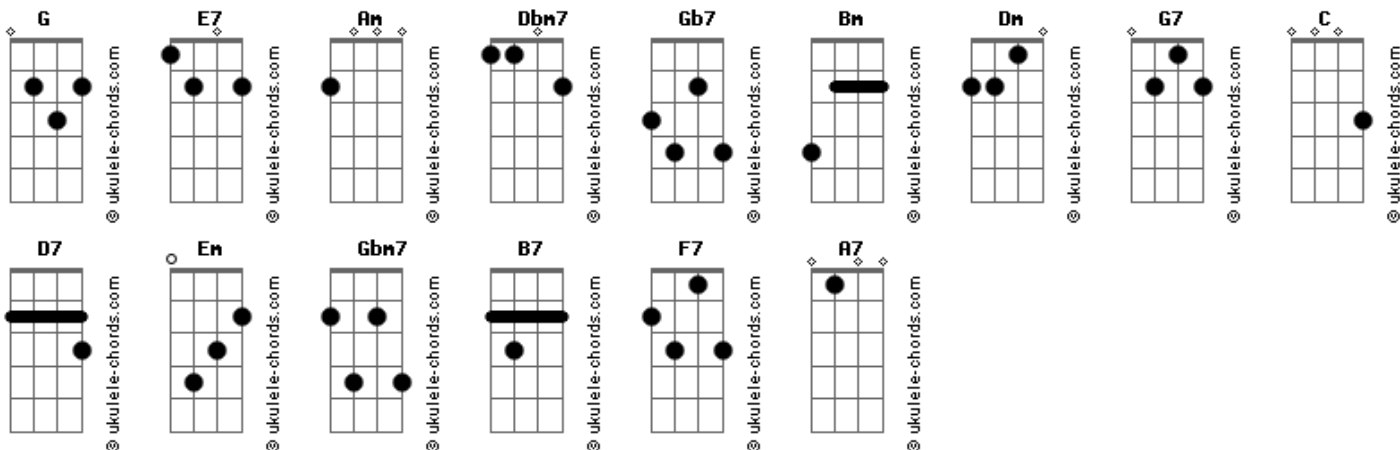 G E7 Am Dbm7 Gb7 Bm Dm G7 C
© ukulele-chords.com © ukulele-chords.com © ukulele-chords.com © ukulele-chords.com © ukulele-chords.com © ukulele-chords.com © ukulele-chords.com © ukulele-chords.com © ukulele-chords.com
D7 Em Gbm7 B7 F7 A7
© ukulele-chords.com © ukulele-chords.com © ukulele-chords.com © ukulele-chords.com © ukulele-chords.com © ukulele-chords.com